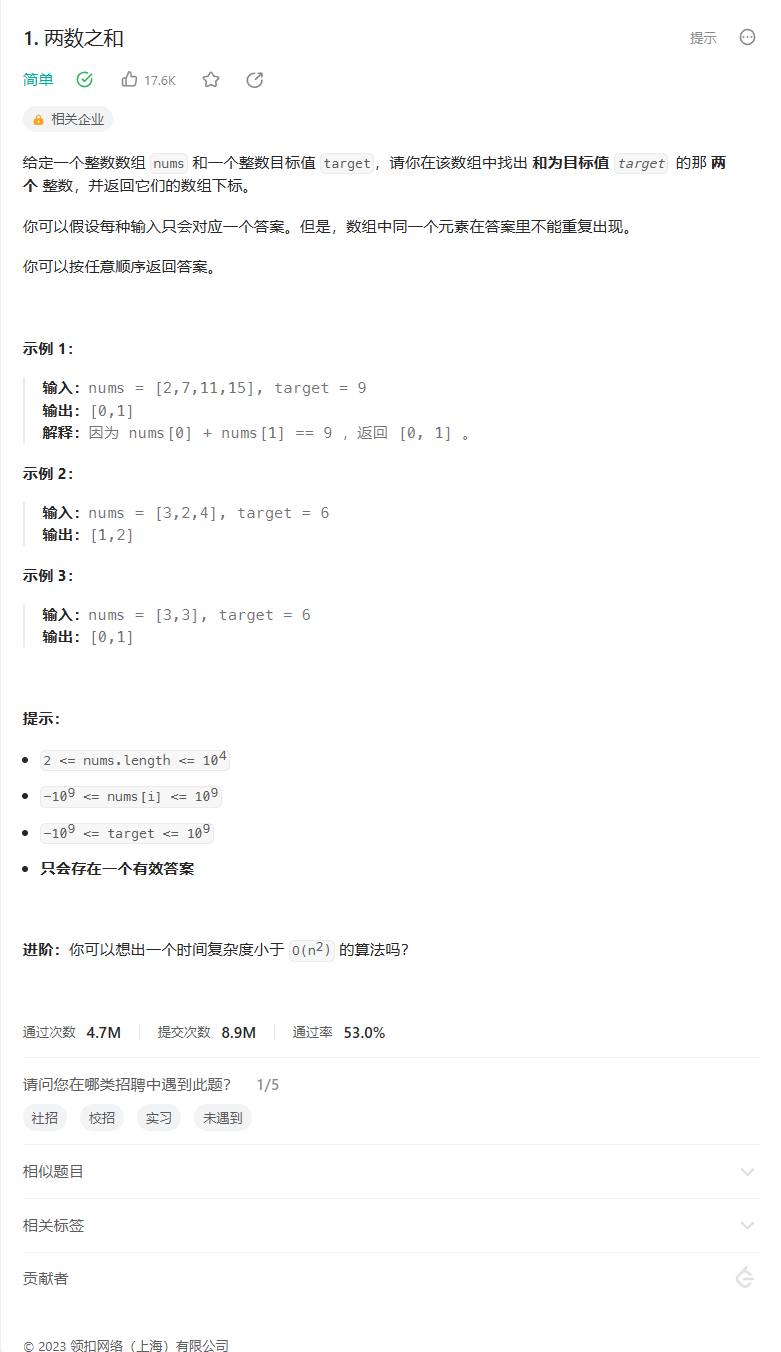 1. 两数之和
提示
简单
17.6K
相关企业
给定一个整数数组 nums 和一个整数目标值 target，请你在该数组中找出 和为目标值 target 的那 两
个 整数，并返回它们的数组下标。
你可以假设每种输入只会对应一个答案。但是，数组中同一个元素在答案里不能重复出现。
你可以按任意顺序返回答案。
示例 1：
输入：nums = [2,7,11,15], target = 9
输出：[0,1]
解释：因为 nums[0] + nums[1] == 9 ，返回 [0, 1] 。
示例 2：
输入：nums = [3,2,4], target = 6
输出：[1,2]
示例 3：
输入：nums = [3,3], target = 6
输出：[0,1]
提示：
2 <= nums.length <= 10⁴
-10⁹ <= nums[i] <= 10⁹
-10⁹ <= target <= 10⁹
只会存在一个有效答案
进阶：你可以想出一个时间复杂度小于 O(n²) 的算法吗？
通过次数 4.7M 提交次数 8.9M 通过率 53.0%
请问您在哪类招聘中遇到此题？ 1/5
社招 校招 实习 未遇到
相似题目
相关标签
贡献者
© 2023 领扣网络（上海）有限公司